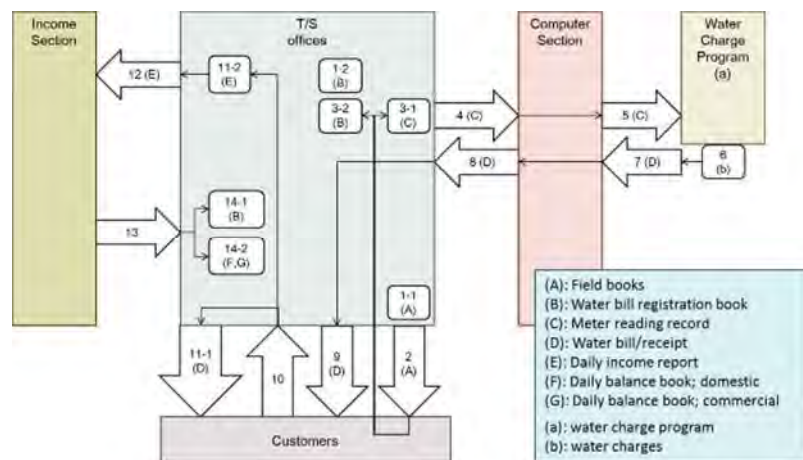 Income
Section
T/S
offices
Computer
Section
Water
Charge
Program
(a)
12 (E)
11-2
(E)
1-2
(B)
3-2
(B)
3-1
(C)
4 (C)
5 (C)
8 (D)
7 (D)
6
(b)
13
14-1
(B)
14-2
(F,G)
1-1
(A)
11-1
(D)
10
9
(D)
2
(A)
Customers
(A): Field books
(B): Water bill registration book
(C): Meter reading record
(D): Water bill/receipt
(E): Daily income report
(F): Daily balance book; domestic
(G): Daily balance book; commercial
(a): water charge program
(b): water charges